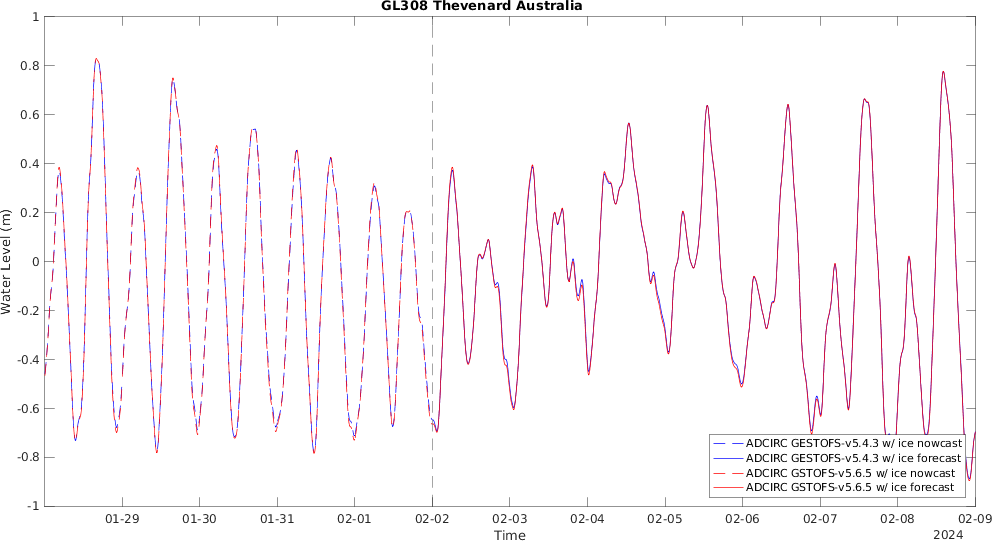 GL308 Thevenard Australia
1
0.8
0.6
0.4
0.2
0
-0.2
-0.4
-0.6
-0.8
-1
Water Level (m)
ADCIRC GESTOFS-v5.4.3 w/ ice nowcast
ADCIRC GESTOFS-v5.4.3 w/ ice forecast
ADCIRC GSTOFS-v5.6.5 w/ ice nowcast
ADCIRC GSTOFS-v5.6.5 w/ ice forecast
01-29 01-30 01-31 02-01 02-02 02-03 02-04 02-05 02-06 02-07 02-08 02-09
Time
2024